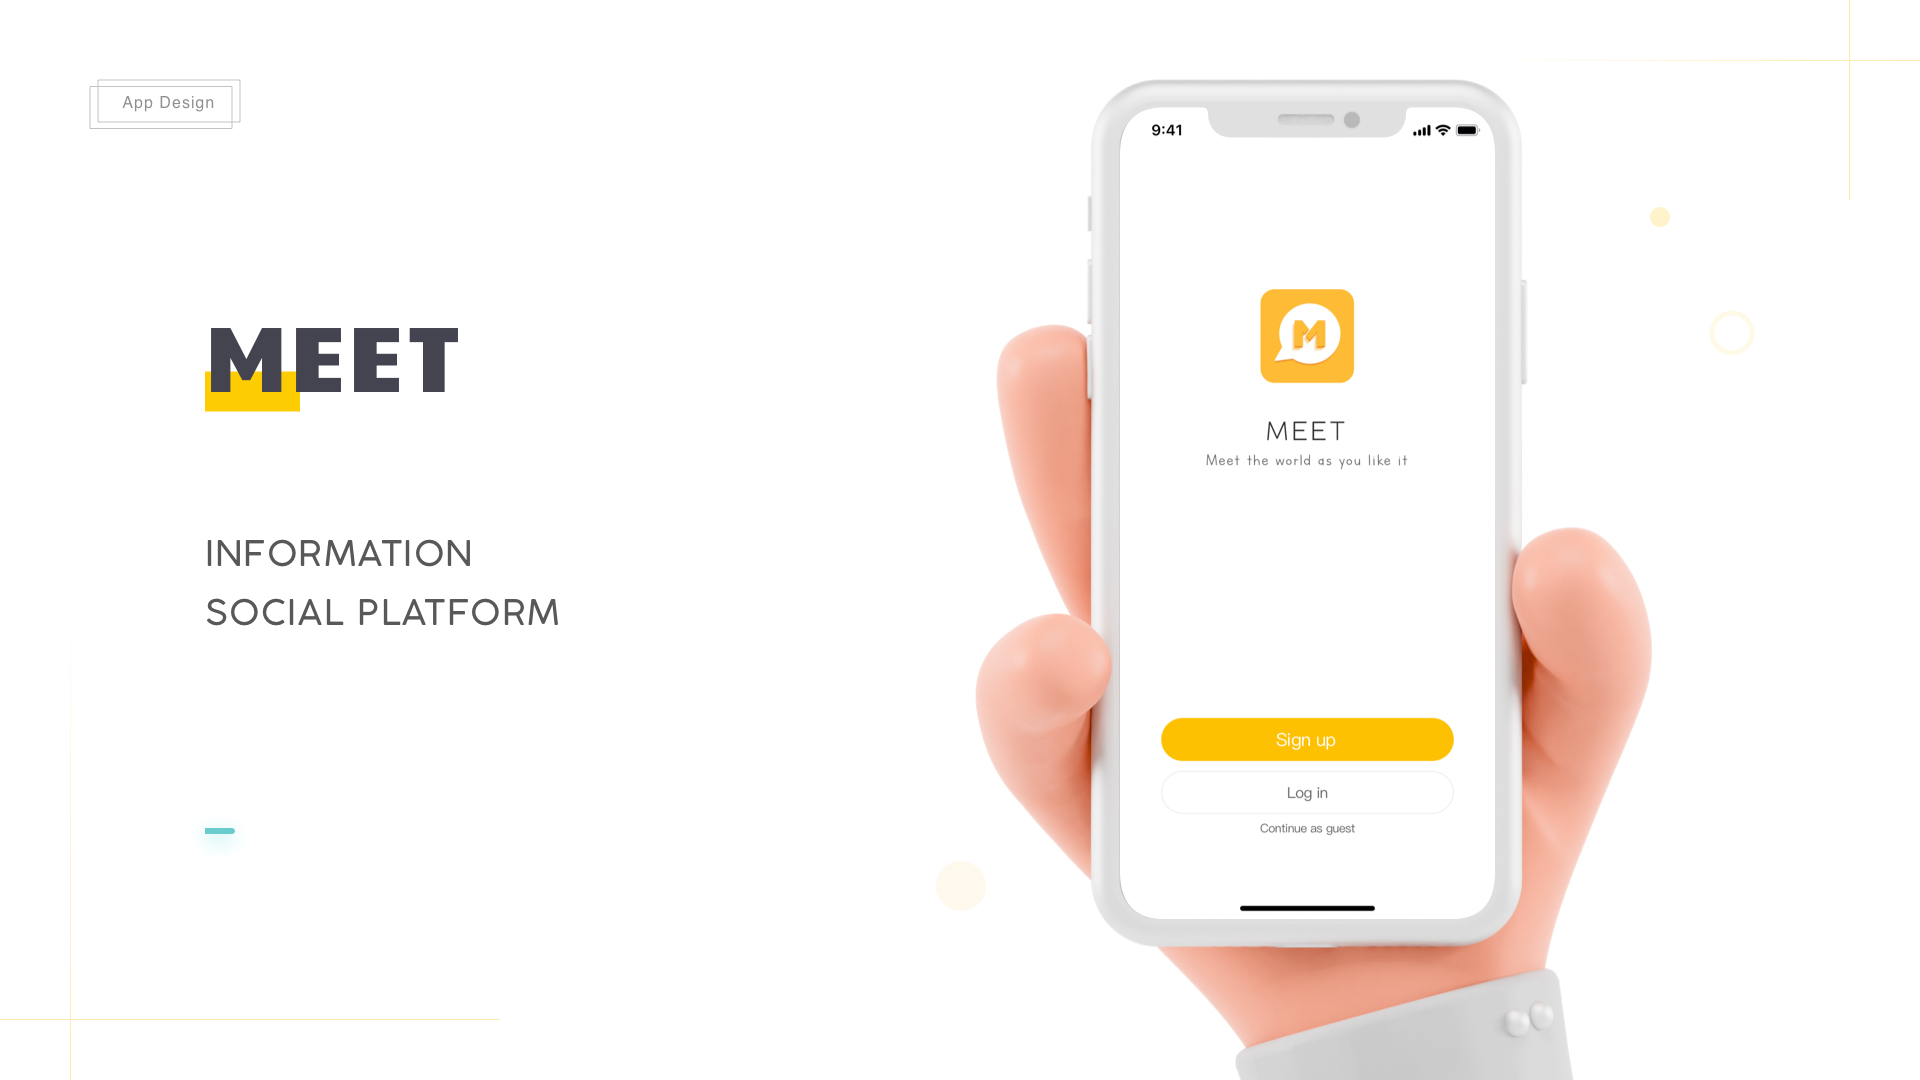 App Design
MEET
INFORMATION
SOCIAL PLATFORM
9:41
M
MEET
Meet the world as you like it
Sign up
Log in
Continue as guest